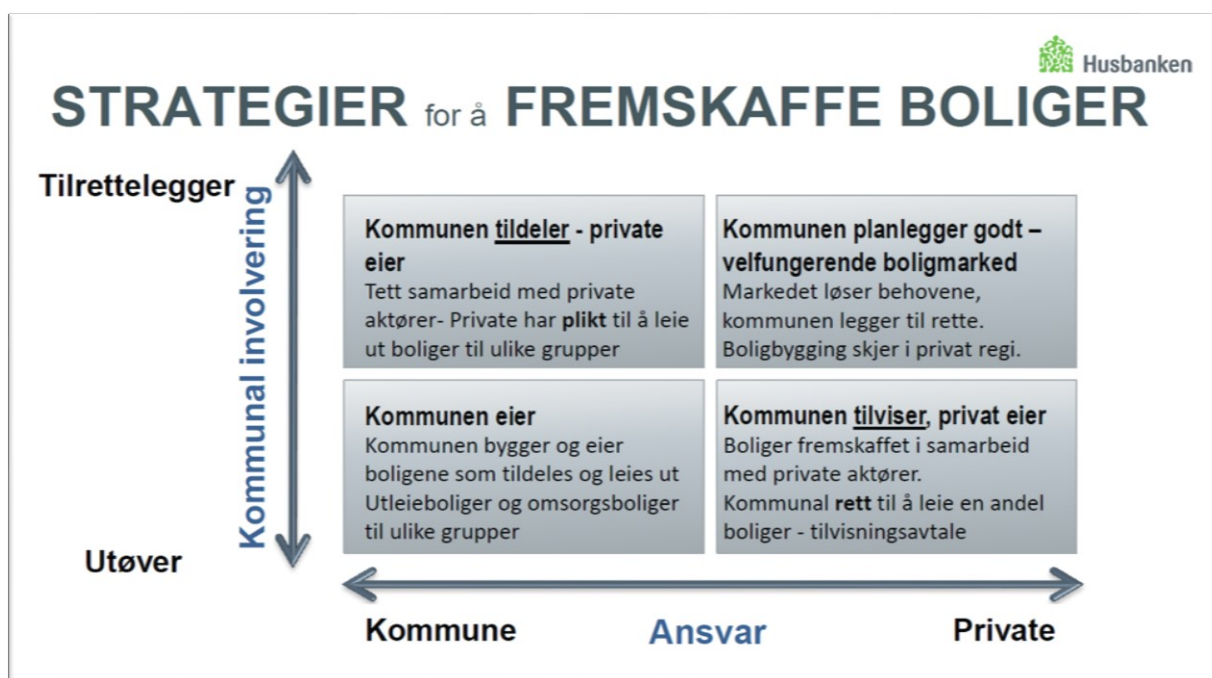 Husbanken
STRATEGIER for å FREMSKAFFE BOLIGER
Tilrettelegger
Kommunal involvering
Utøver
Kommunen tildeler - private
eier
Tett samarbeid med private
aktører- Private har plikt til å leie
ut boliger til ulike grupper
Kommunen planlegger godt –
velfungerende boligmarked
Markedet løser behovene,
kommunen legger til rette.
Boligbygging skjer i privat regi.
Kommunen eier
Kommunen bygger og eier
boligene som tildeles og leies ut
Utleieboliger og omsorgsboliger
til ulike grupper
Kommunen tilviser, privat eier
Boliger fremskaffet i samarbeid
med private aktører.
Kommunal rett til å leie en andel
boliger - tilvisningsavtale
Kommune
Ansvar
Private